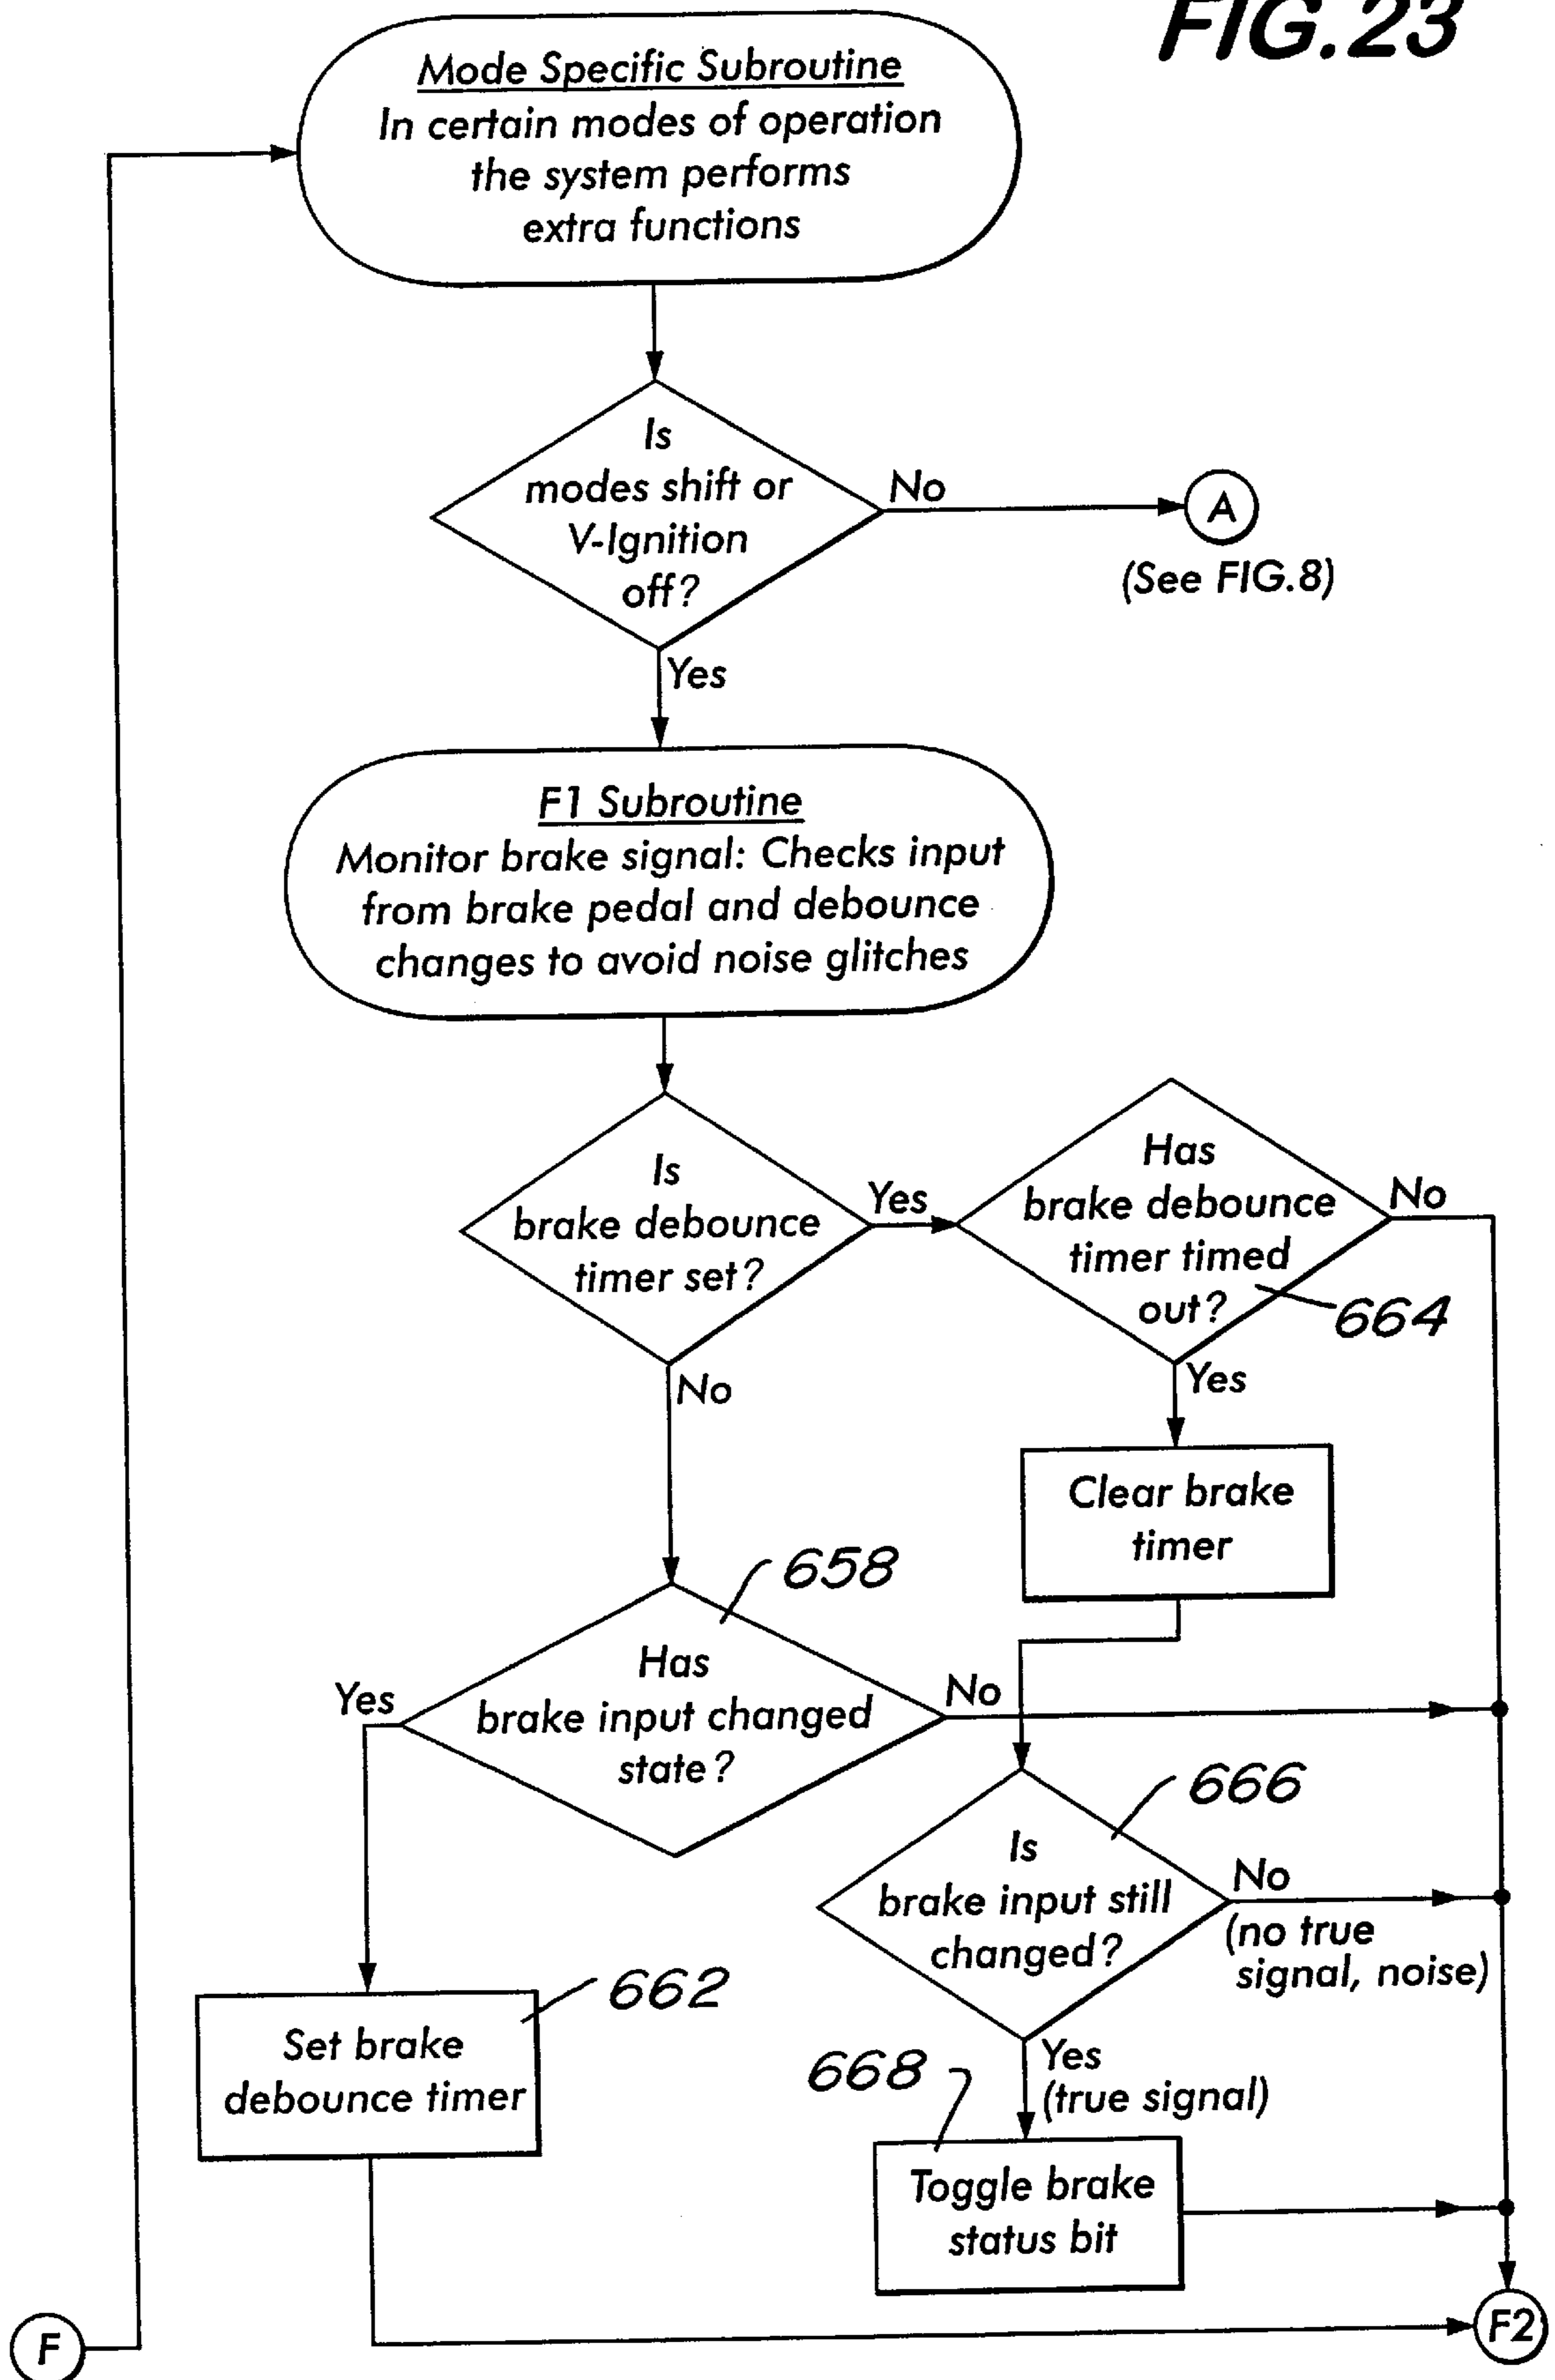 FIG.23
Mode Specific Subroutine
In certain modes of operation
the system performs
extra functions
Is
modes shift or
V-Ignition
off?
No
A
(See FIG.8)
Yes
F1 Subroutine
Monitor brake signal: Checks input
from brake pedal and debounce
changes to avoid noise glitches
Is
brake debounce
timer set?
Yes
Has
brake debounce
timer timed
out?
No
664
No
Yes
Clear brake
timer
658
Has
brake input changed
state?
Yes
No
666
Is
brake input still
changed?
No
(no true
signal, noise)
662
Set brake
debounce timer
Yes
(true signal)
668
Toggle brake
status bit
F
F2